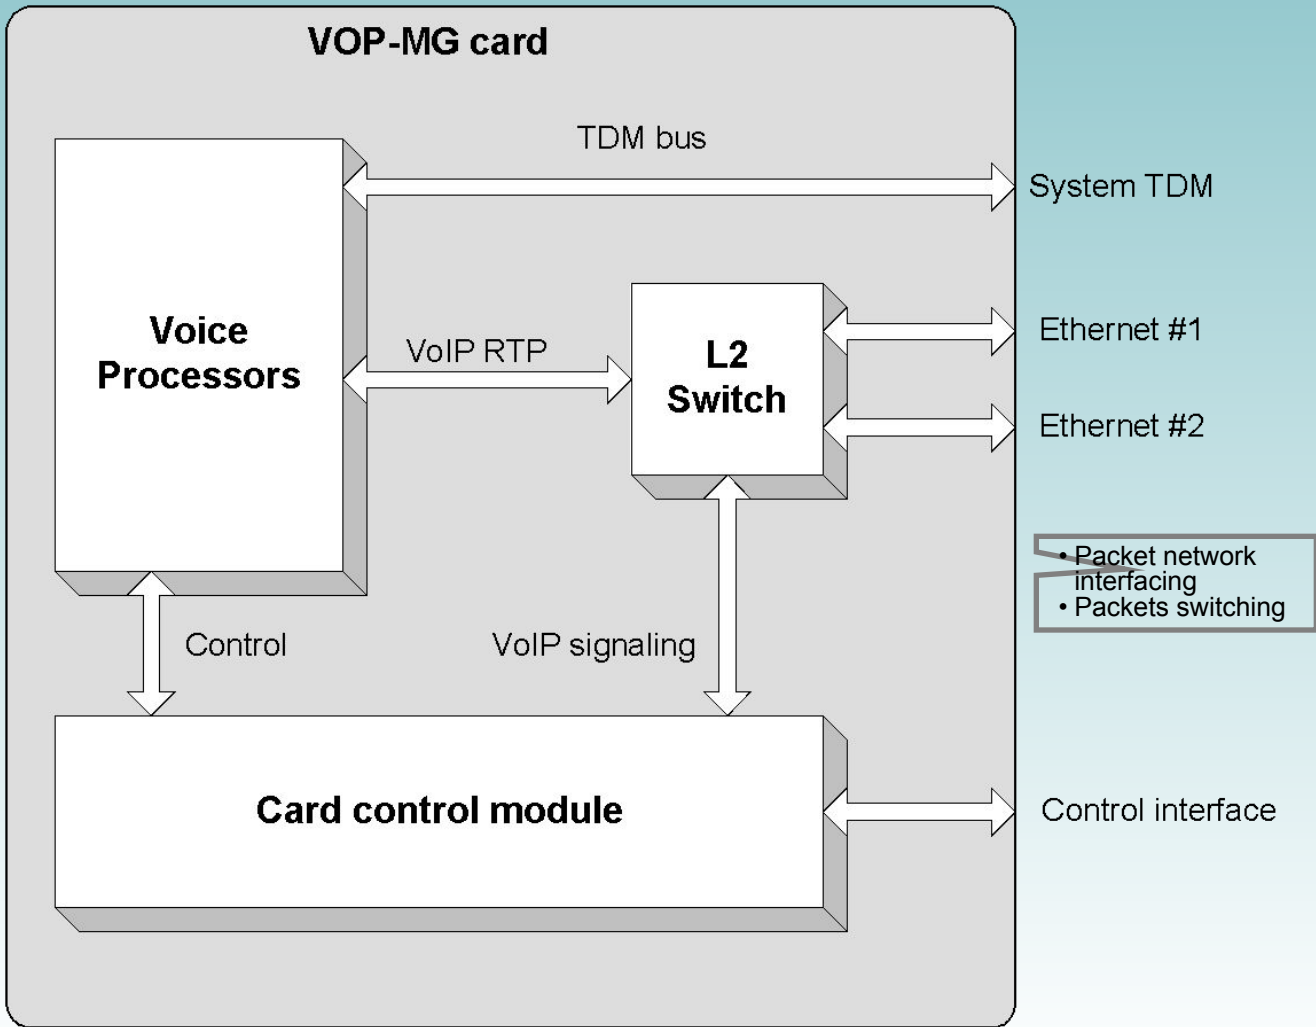 VOP-MG card
TDM bus
System TDM
Voice
Processors
VoIP RTP
L2
Switch
Ethernet #1
Ethernet #2
• Packet network
interfacing
• Packets switching
Control
VoIP signaling
Card control module
Control interface